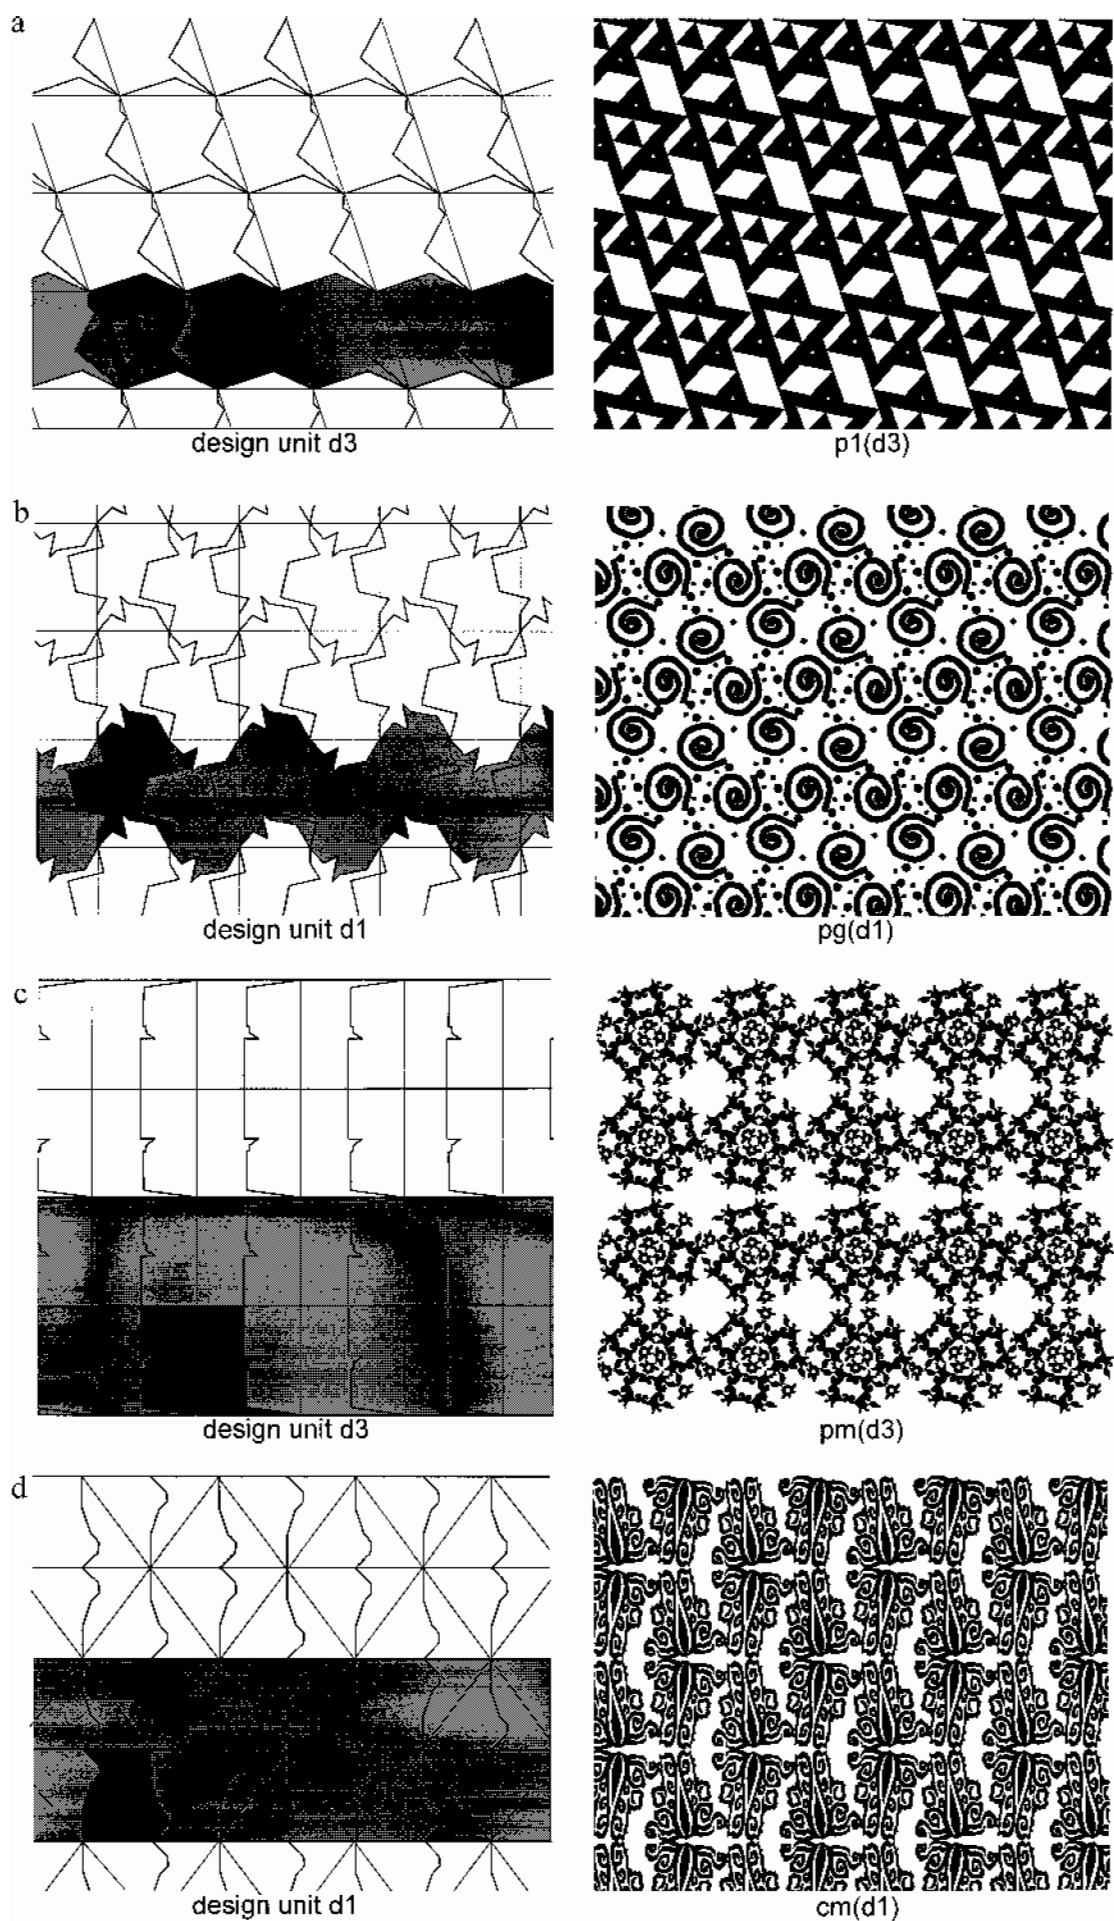 a
design unit d3
p1(d3)
b
design unit d1
pg(d1)
c
design unit d3
pm(d3)
d
design unit d1
cm(d1)